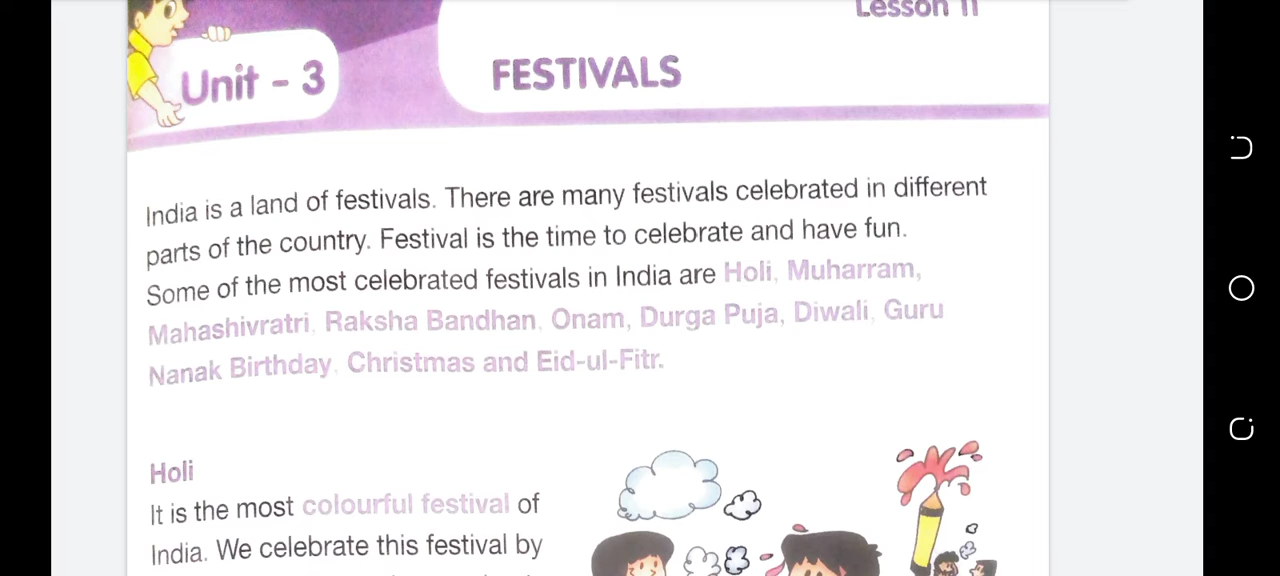 Lesson 11
Unit - 3
FESTIVALS
India is a land of festivals. There are many festivals celebrated in different
parts of the country. Festival is the time to celebrate and have fun.
Some of the most celebrated festivals in India are Holi, Muharram,
Mahashivratri, Raksha Bandhan, Onam, Durga Puja, Diwali, Guru
Nanak Birthday, Christmas and Eid-ul-Fitr.
Holi
It is the most colourful festival of
India. We celebrate this festival by